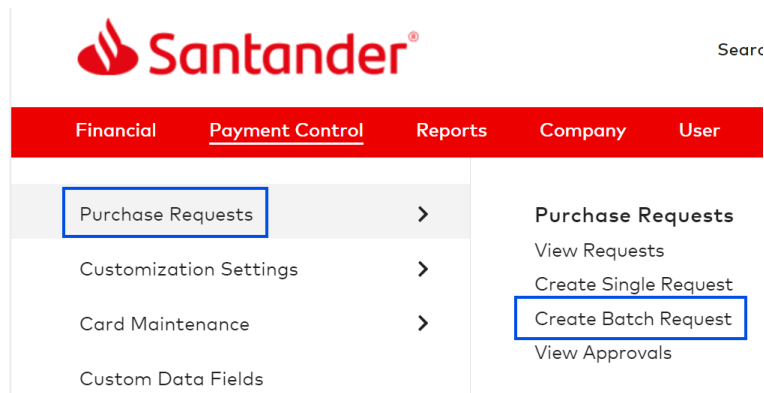 Santander®
Financial Payment Control Reports Company User
Purchase Requests
Customization Settings
Card Maintenance
Custom Data Fields
Purchase Requests
View Requests
Create Single Request
Create Batch Request
View Approvals